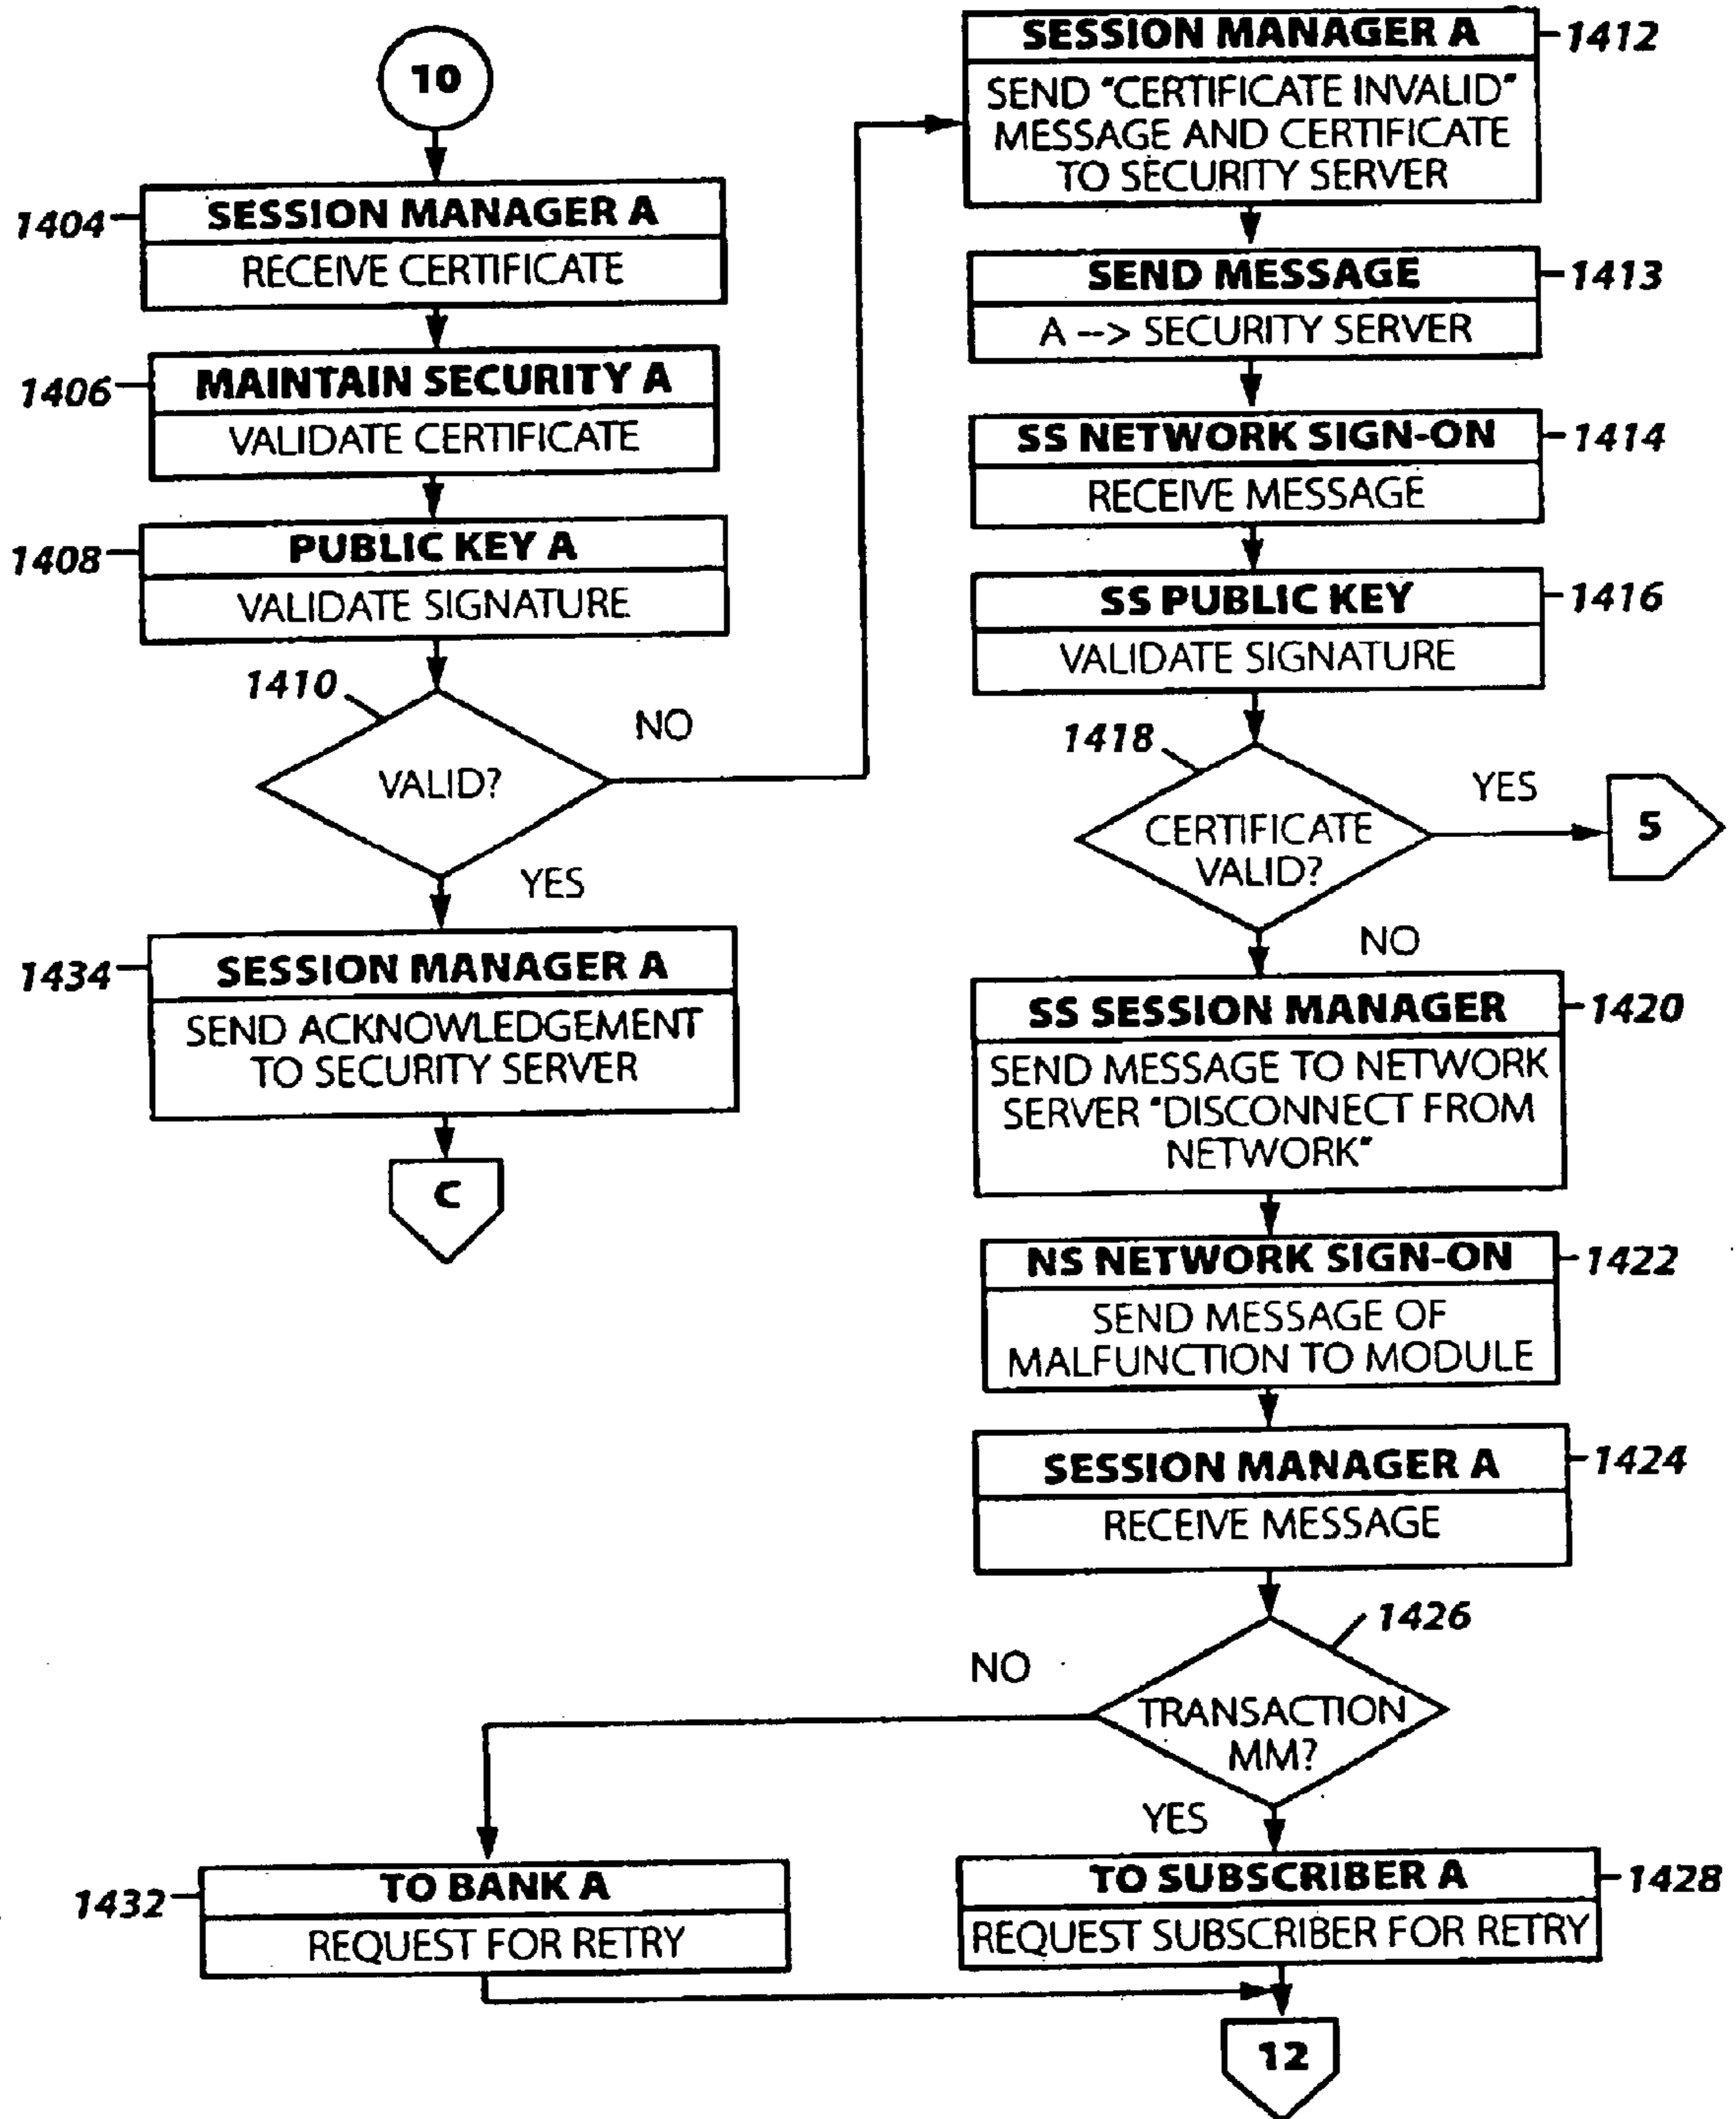 10
1404
SESSION MANAGER A
RECEIVE CERTIFICATE
1406
MAINTAIN SECURITY A
VALIDATE CERTIFICATE
1408
PUBLIC KEY A
VALIDATE SIGNATURE
1410
VALID?
NO
YES
1434
SESSION MANAGER A
SEND ACKNOWLEDGEMENT
TO SECURITY SERVER
C
SESSION MANAGER A
1412
SEND "CERTIFICATE INVALID"
MESSAGE AND CERTIFICATE
TO SECURITY SERVER
SEND MESSAGE
1413
A --> SECURITY SERVER
SS NETWORK SIGN-ON
1414
RECEIVE MESSAGE
SS PUBLIC KEY
1416
VALIDATE SIGNATURE
1418
CERTIFICATE
VALID?
YES
5
NO
SS SESSION MANAGER
1420
SEND MESSAGE TO NETWORK
SERVER "DISCONNECT FROM
NETWORK"
NS NETWORK SIGN-ON
1422
SEND MESSAGE OF
MALFUNCTION TO MODULE
SESSION MANAGER A
1424
RECEIVE MESSAGE
1426
TRANSACTION
MM?
NO
YES
1432
TO BANK A
REQUEST FOR RETRY
TO SUBSCRIBER A
1428
REQUEST SUBSCRIBER FOR RETRY
12